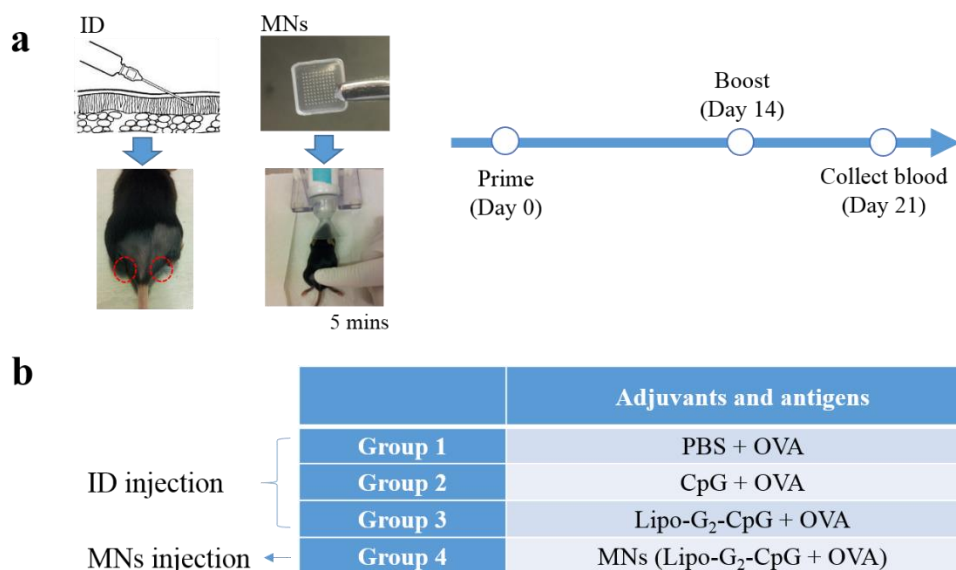 a
ID
MNs
5 mins
Prime
(Day 0)
Boost
(Day 14)
Collect blood
(Day 21)
b
Adjuvants and antigens
ID injection
Group 1
PBS + OVA
Group 2
CpG + OVA
Group 3
Lipo-G₂-CpG + OVA
MNs injection
Group 4
MNs (Lipo-G₂-CpG + OVA)